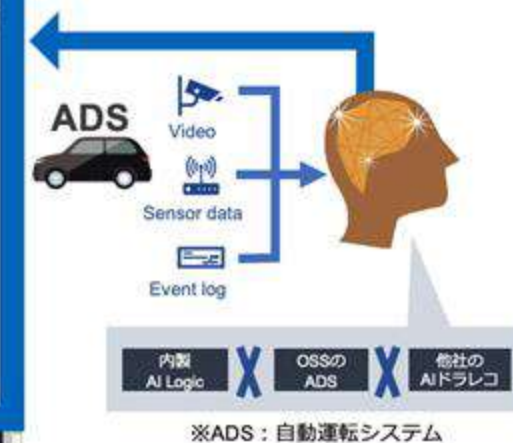 ADS
Video
Sensor data
Event log
内製
AI Logic
OSSの
ADS
他社の
AIドラレコ
※ADS：自動運転システム